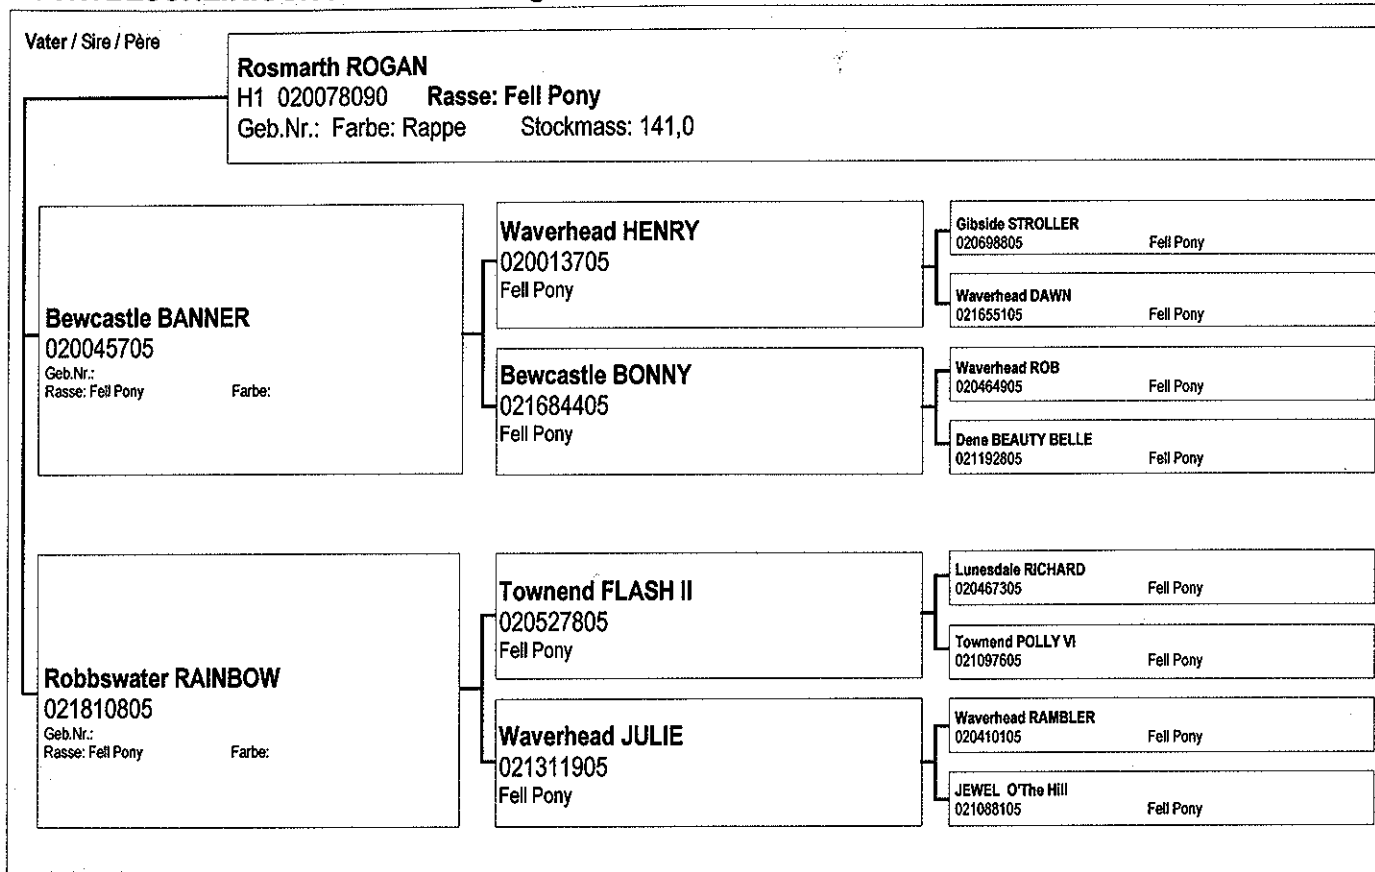 Vater / Sire / Père
Rosmarth ROGAN
H1 020078090 Rasse: Fell Pony
Geb.Nr.: Farbe: Rappe Stockmass: 141,0
Bewcastle BANNER
020045705
Geb.Nr.:
Rasse: Fell Pony Farbe:
Waverhead HENRY
020013705
Fell Pony
Bewcastle BONNY
021684405
Fell Pony
Gibside STROLLER
020698805 Fell Pony
Waverhead DAWN
021655105 Fell Pony
Waverhead ROB
020464905 Fell Pony
Dene BEAUTY BELLE
021192805 Fell Pony
Robbswater RAINBOW
021810805
Geb.Nr.:
Rasse: Fell Pony Farbe:
Townend FLASH II
020527805
Fell Pony
Waverhead JULIE
021311905
Fell Pony
Lunesdale RICHARD
020467305 Fell Pony
Townend POLLY VI
021097605 Fell Pony
Waverhead RAMBLER
020410105 Fell Pony
JEWEL O'The Hill
021088105 Fell Pony